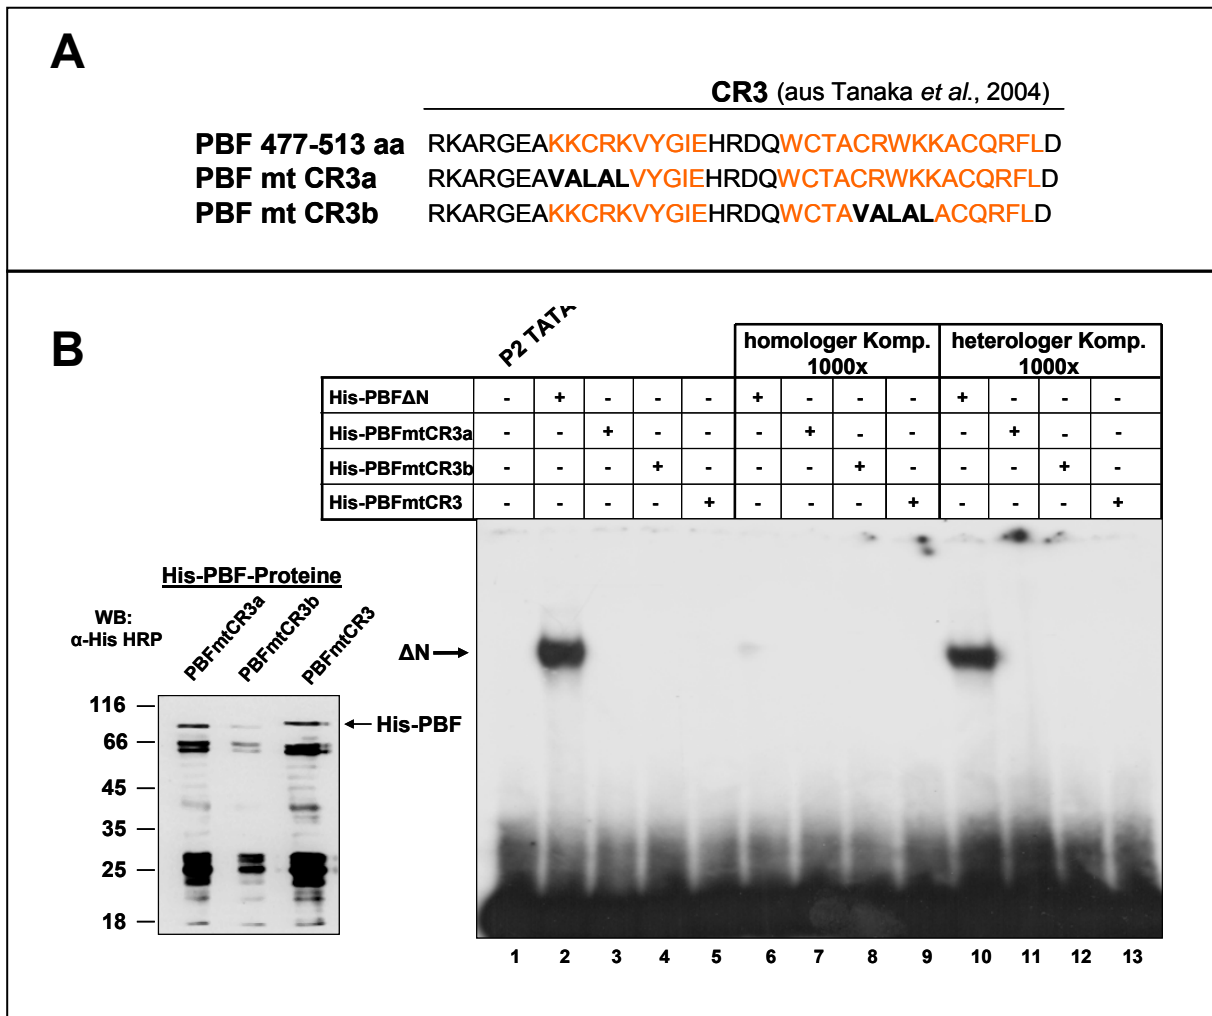 A
CR3 (aus Tanaka et al., 2004)
PBF 477-513 aa RKARGEAKKCRKVYGIEHRDQWCTACRWKKACQRFLD
PBF mt CR3a RKARGEAVALALVYGIEHRDQWCTACRWKKACQRFLD
PBF mt CR3b RKARGEAKKCRKVYGIEHRDQWCTAVALALACQRFLD
B
P2 TATA
homologer Komp. 1000x
heterologer Komp. 1000x
His-PBFΔN - + - - - + - - - + - - -
His-PBFmtCR3a - - + - - - + - - - + - -
His-PBFmtCR3b - - - + - - - + - - - + -
His-PBFmtCR3 - - - - + - - - + - - - +
His-PBF-Proteine
WB:
α-His HRP
PBFmtCR3a
PBFmtCR3b
PBFmtCR3
ΔN
116
His-PBF
66
45
35
25
18
1 2 3 4 5 6 7 8 9 10 11 12 13